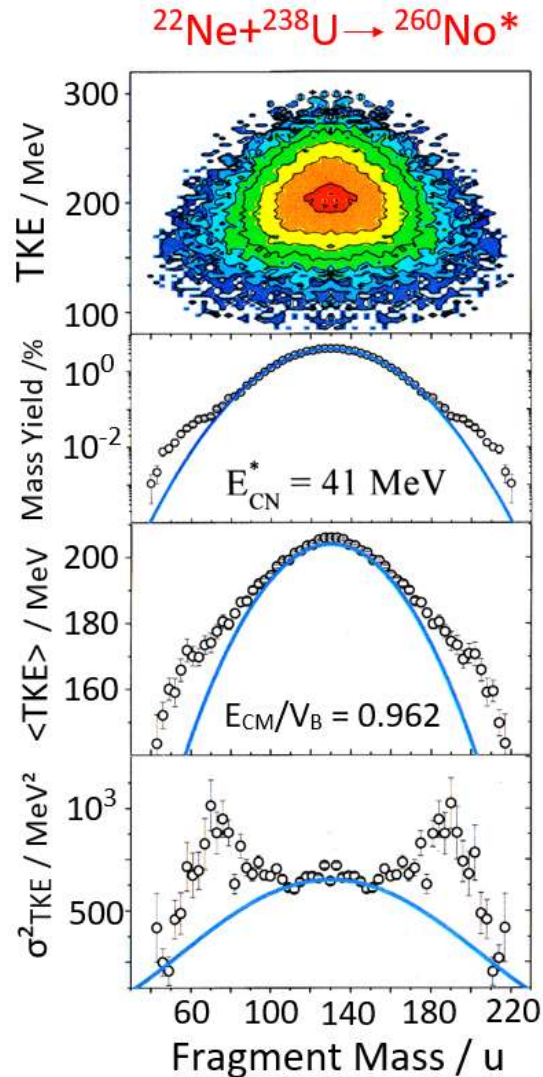 ²²Ne+²³⁸U → ²⁶⁰No*
300
200
100
TKE / MeV
10⁰
10⁻²
Mass Yield /%
E*CN = 41 MeV
200
180
160
<TKE> / MeV
ECM/VB = 0.962
10³
500
σ²TKE / MeV²
60 100 140 180 220
Fragment Mass / u